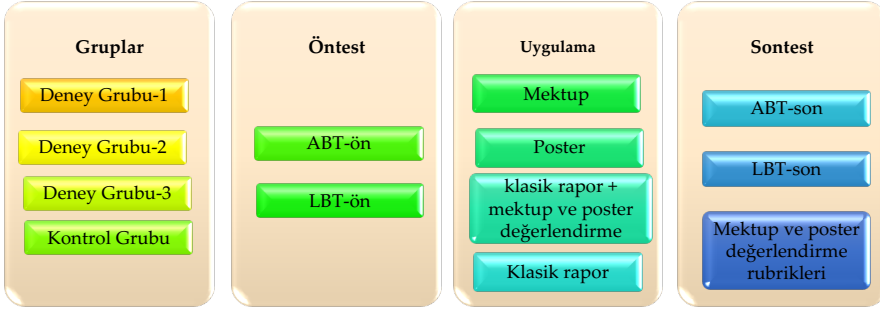 Gruplar
Deney Grubu-1
Deney Grubu-2
Deney Grubu-3
Kontrol Grubu
Öntest
ABT-ön
LBT-ön
Uygulama
Mektup
Poster
klasik rapor +
mektup ve poster
değerlendirme
Klasik rapor
Sontest
ABT-son
LBT-son
Mektup ve poster
değerlendirme
rubrikleri